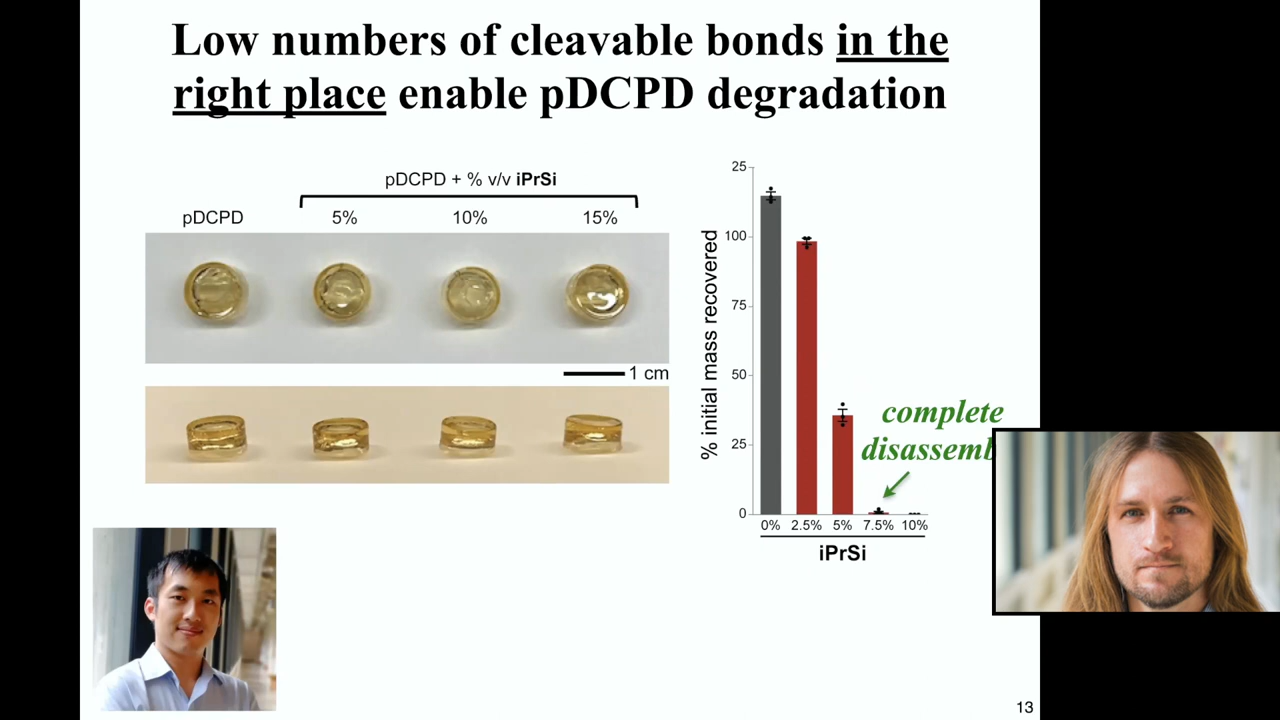 Low numbers of cleavable bonds in the
right place enable pDCPD degradation
pDCPD + % v/v iPrSi
pDCPD
5%
10%
15%
1 cm
% initial mass recovered
25
100
75
50
25
0
complete
disassemb
0%
2.5%
5%
7.5%
10%
iPrSi
13